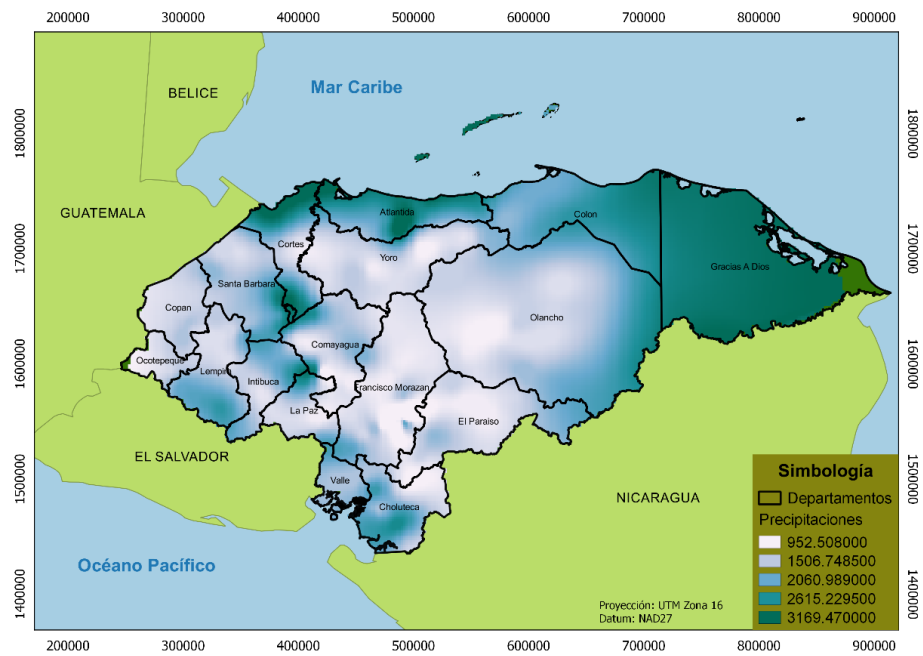 200000 300000 400000 500000 600000 700000 800000 900000
BELICE
Mar Caribe
1800000
1800000
GUATEMALA
Atlantida
Colon
Cortes
1700000
1700000
Yoro
Gracias A Dios
Santa Barbara
Copan
Olancho
Comayagua
1600000
1600000
Ocotepeque
Lempira
Intibuca
Francisco Morazan
La Paz
El Paraiso
EL SALVADOR
Valle
1500000
1500000
NICARAGUA
Choluteca
Océano Pacífico
1400000
1400000
Simbología
Departamentos
Precipitaciones
952.508000
1506.748500
2060.989000
2615.229500
3169.470000
Proyección: UTM Zona 16
Datum: NAD27
200000 300000 400000 500000 600000 700000 800000 900000